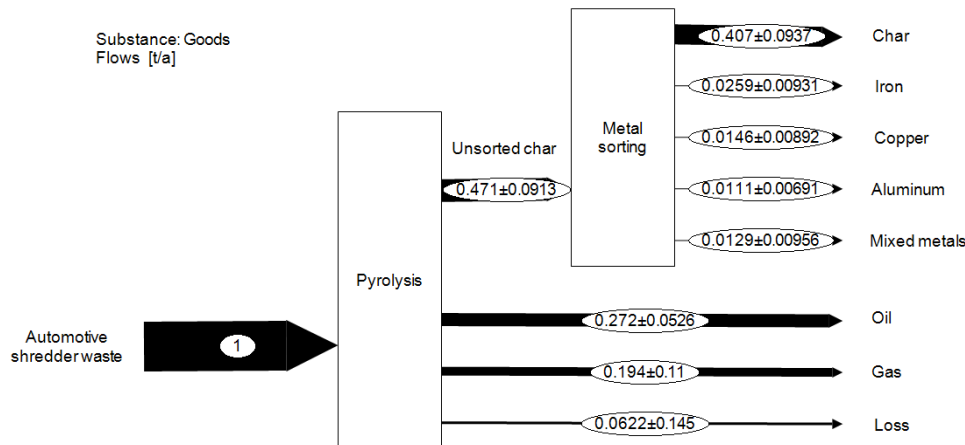 Substance: Goods
Flows [t/a]
0.407±0.0937
Char
0.0259±0.00931
Iron
Metal
sorting
0.0146±0.00892
Copper
Unsorted char
0.471±0.0913
0.0111±0.00691
Aluminum
0.0129±0.00956
Mixed metals
Pyrolysis
Automotive
shredder waste
1
0.272±0.0526
Oil
0.194±0.11
Gas
0.0622±0.145
Loss